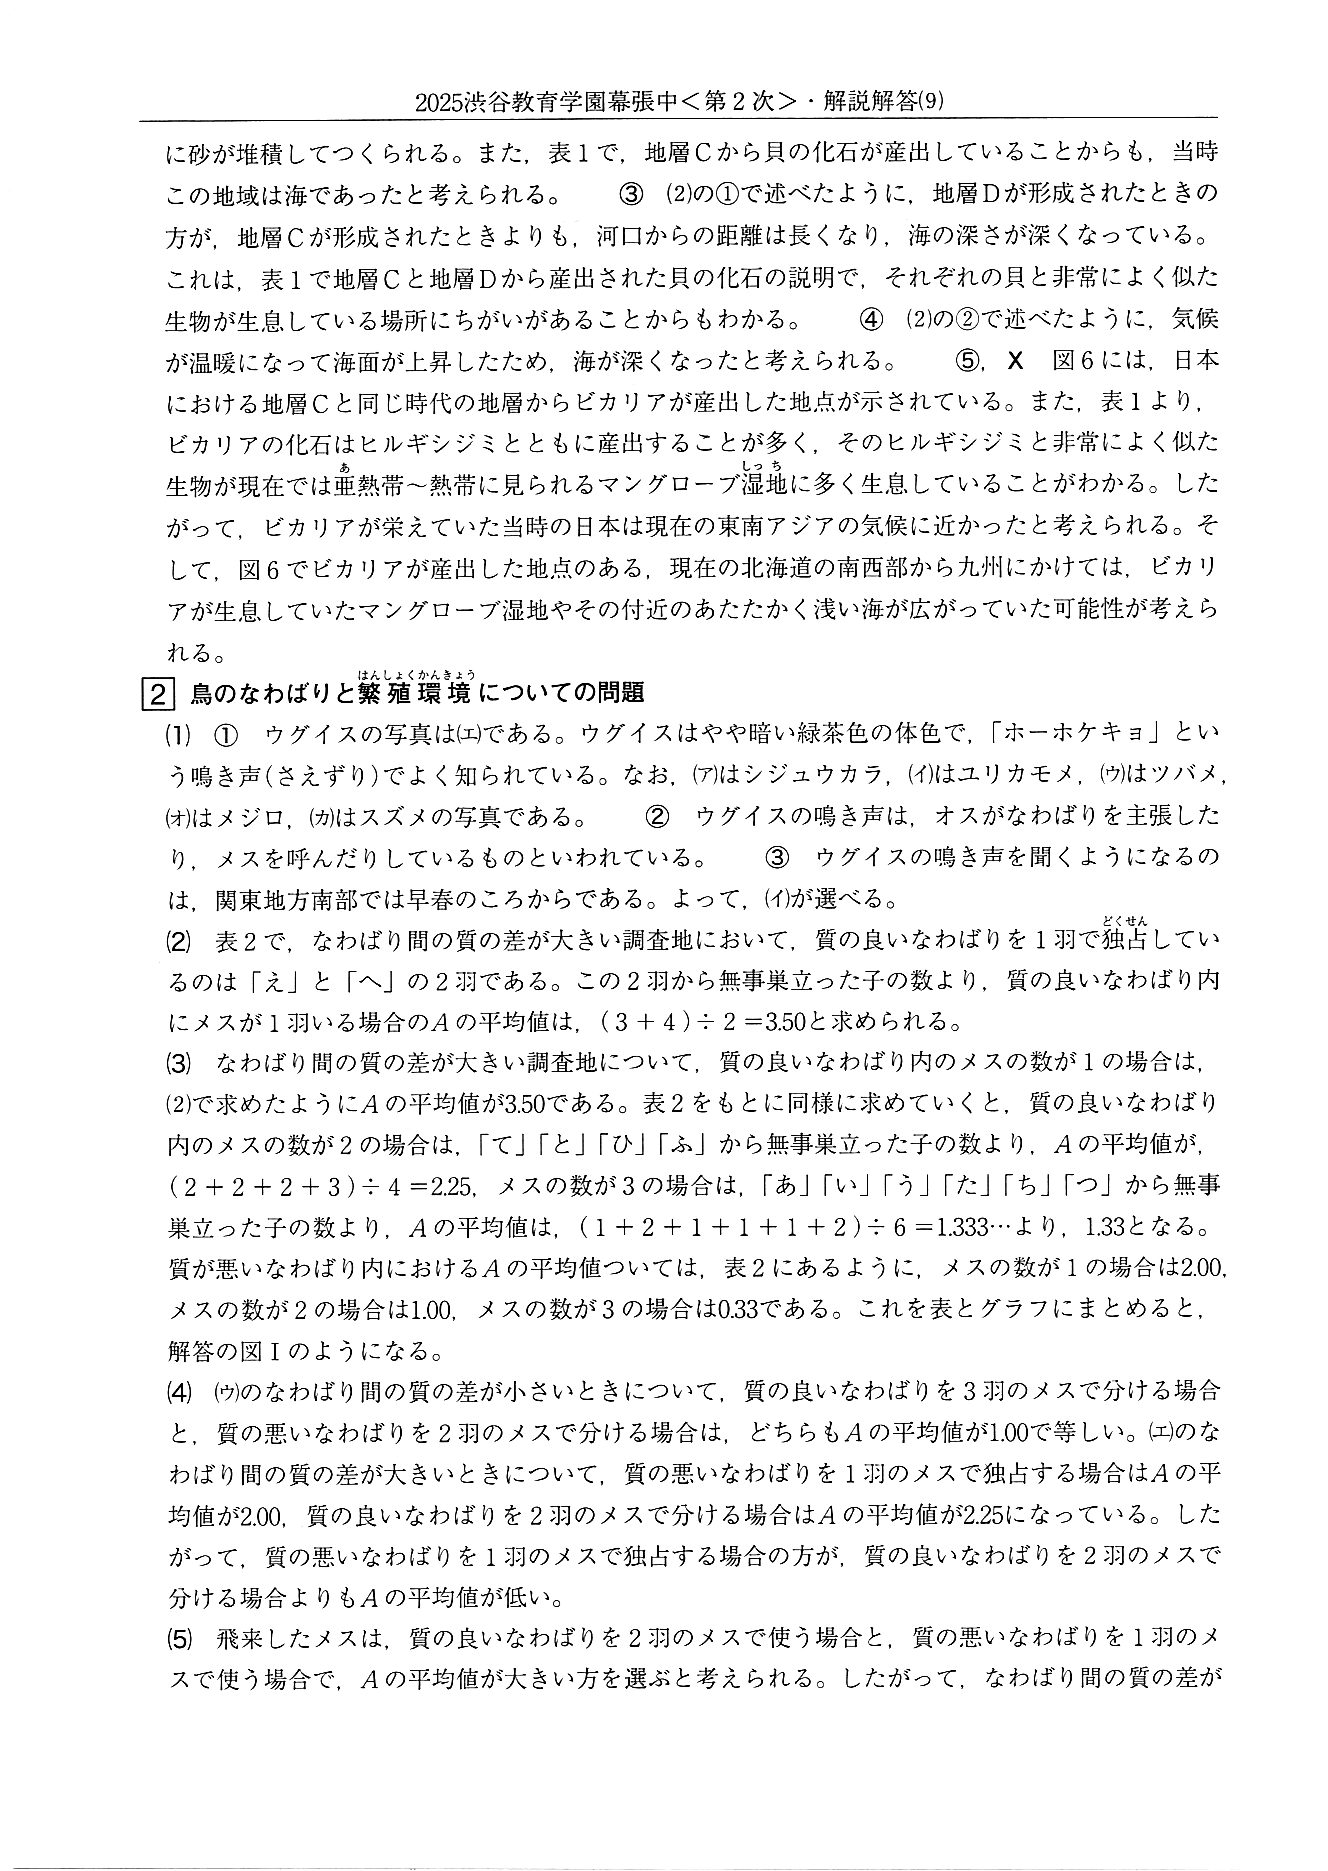 2025渋谷教育学園幕張中＜第2次＞・解説解答(9)
に砂が堆積してつくられる。また，表1で，地層Cから貝の化石が産出していることからも，当時
この地域は海であったと考えられる。　③　(2)の①で述べたように，地層Dが形成されたときの
方が，地層Cが形成されたときよりも，河口からの距離は長くなり，海の深さが深くなっている。
これは，表1で地層Cと地層Dから産出された貝の化石の説明で，それぞれの貝と非常によく似た
生物が生息している場所にちがいがあることからもわかる。　④　(2)の②で述べたように，気候
が温暖になって海面が上昇したため，海が深くなったと考えられる。　⑤，X　図6には，日本
における地層Cと同じ時代の地層からビカリアが産出した地点が示されている。また，表1より，
ビカリアの化石はヒルギシジミとともに産出することが多く，そのヒルギシジミと非常によく似た
あ　しっち
生物が現在では亜熱帯～熱帯に見られるマングローブ湿地に多く生息していることがわかる。した
がって，ビカリアが栄えていた当時の日本は現在の東南アジアの気候に近かったと考えられる。そ
して，図6でビカリアが産出した地点のある，現在の北海道の南西部から九州にかけては，ビカリ
アが生息していたマングローブ湿地やその付近のあたたかく浅い海が広がっていた可能性が考えら
れる。
はんしょくかんきょう
2　鳥のなわばりと繁殖環境についての問題
(1)　①　ウグイスの写真は(エ)である。ウグイスはやや暗い緑茶色の体色で，「ホーホケキョ」とい
う鳴き声(さえずり)でよく知られている。なお，(ア)はシジュウカラ，(イ)はユリカモメ，(ウ)はツバメ，
(オ)はメジロ，(カ)はスズメの写真である。　②　ウグイスの鳴き声は，オスがなわばりを主張した
り，メスを呼んだりしているものといわれている。　③　ウグイスの鳴き声を聞くようになるの
は，関東地方南部では早春のころからである。よって，(イ)が選べる。
どくせん
(2)　表2で，なわばり間の質の差が大きい調査地において，質の良いなわばりを1羽で独占してい
るのは「え」と「へ」の2羽である。この2羽から無事巣立った子の数より，質の良いなわばり内
にメスが1羽いる場合のAの平均値は，(3＋4)÷2＝3.50と求められる。
(3)　なわばり間の質の差が大きい調査地について，質の良いなわばり内のメスの数が1の場合は，
(2)で求めたようにAの平均値が3.50である。表2をもとに同様に求めていくと，質の良いなわばり
内のメスの数が2の場合は，「て」「と」「ひ」「ふ」から無事巣立った子の数より，Aの平均値が，
(2＋2＋2＋3)÷4＝2.25，メスの数が3の場合は，「あ」「い」「う」「た」「ち」「つ」から無事
巣立った子の数より，Aの平均値は，(1＋2＋1＋1＋1＋2)÷6＝1.333…より，1.33となる。
質が悪いなわばり内におけるAの平均値ついては，表2にあるように，メスの数が1の場合は2.00，
メスの数が2の場合は1.00，メスの数が3の場合は0.33である。これを表とグラフにまとめると，
解答の図Iのようになる。
(4)　(ウ)のなわばり間の質の差が小さいときについて，質の良いなわばりを3羽のメスで分ける場合
と，質の悪いなわばりを2羽のメスで分ける場合は，どちらもAの平均値が1.00で等しい。(エ)のな
わばり間の質の差が大きいときについて，質の悪いなわばりを1羽のメスで独占する場合はAの平
均値が2.00，質の良いなわばりを2羽のメスで分ける場合はAの平均値が2.25になっている。した
がって，質の悪いなわばりを1羽のメスで独占する場合の方が，質の良いなわばりを2羽のメスで
分ける場合よりもAの平均値が低い。
(5)　飛来したメスは，質の良いなわばりを2羽のメスで使う場合と，質の悪いなわばりを1羽のメ
スで使う場合で，Aの平均値が大きい方を選ぶと考えられる。したがって，なわばり間の質の差が